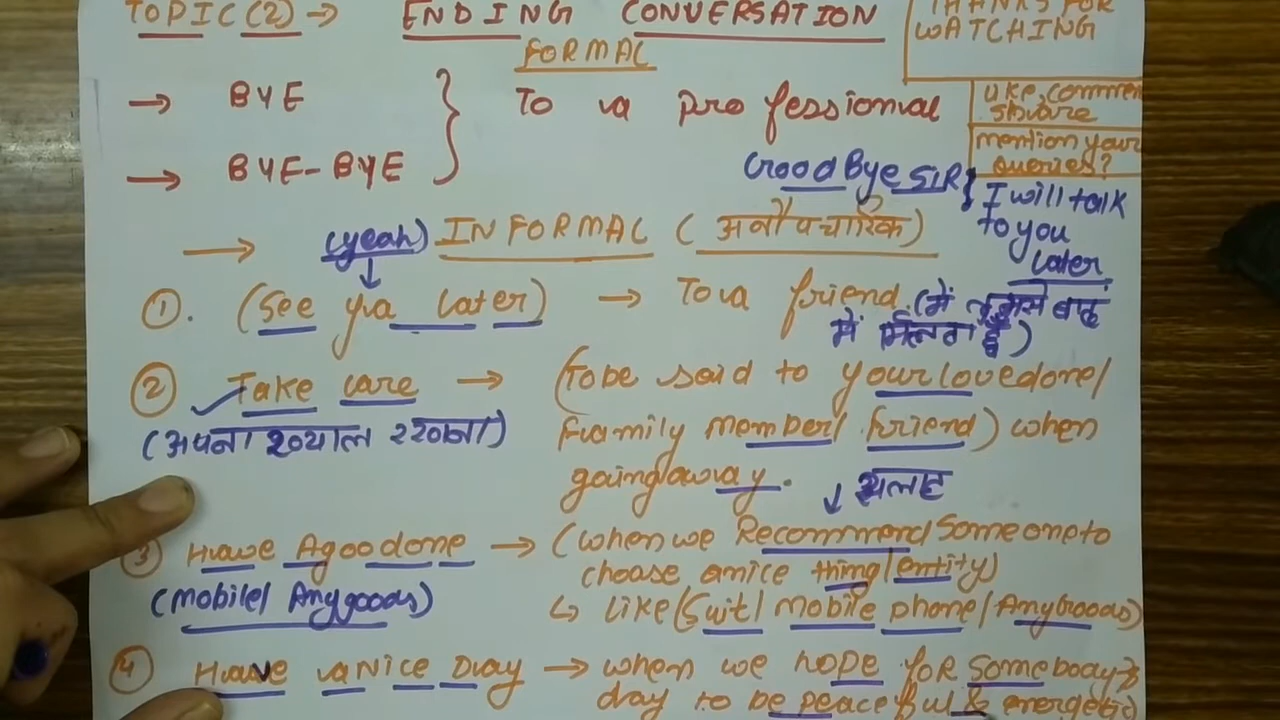 TOPIC(2) → ENDING CONVERSATION
FORMAL
THANKS FOR
WATCHING
→ BYE
→ BYE-BYE
} To a professional
Like, commen
share
mention your
queries?
Good Bye SIR} I will talk
to you
later
→ (yeah) INFORMAL (अनौपचारिक)
①. (See ya later) → To a friend. (में तुमसे बाद
में मिलता हूँ)
② Take care → (To be said to your loved one/
(अपना ख्याल रखना)
Family member/ friend) when
going away.
↓ सलाह
③ Have A good one → (when we Recommend Someone to
choose a nice thing/entity)
(mobile/ Any goods)
↳ like (Suit/ mobile phone/ Any Goods)
④ Have a Nice Day → when we hope for somebody's
day to be peaceful & energetic